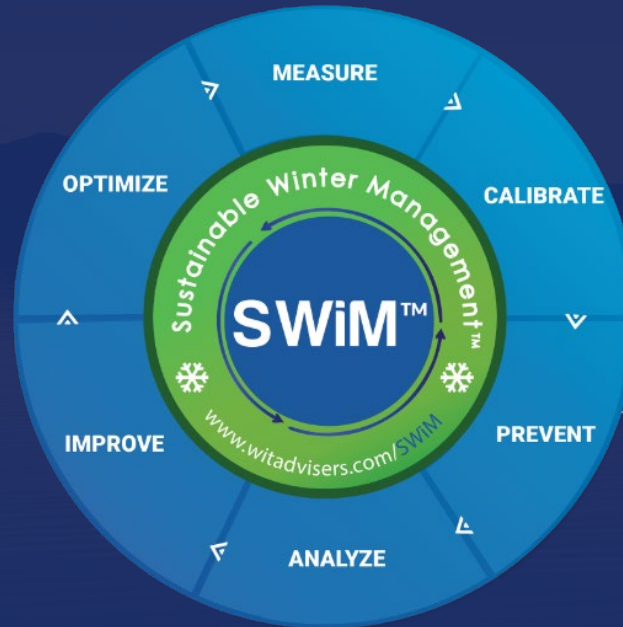 MEASURE
CALIBRATE
PREVENT
ANALYZE
IMPROVE
OPTIMIZE
Sustainable Winter Management™
SWiM™
www.witadvisers.com/SWiM